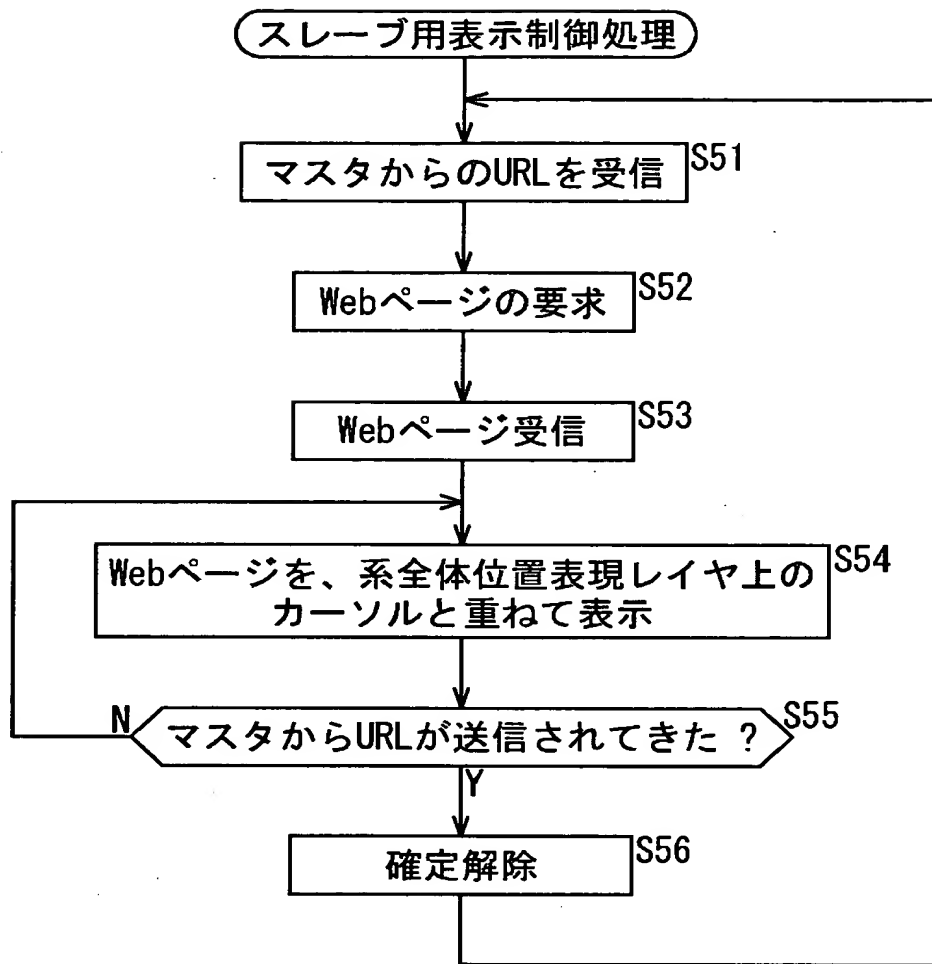 スレーブ用表示制御処理
マスタからのURLを受信
S51
Webページの要求
S52
Webページ受信
S53
Webページを、系全体位置表現レイヤ上の
カーソルと重ねて表示
S54
N
マスタからURLが送信されてきた ?
S55
Y
確定解除
S56